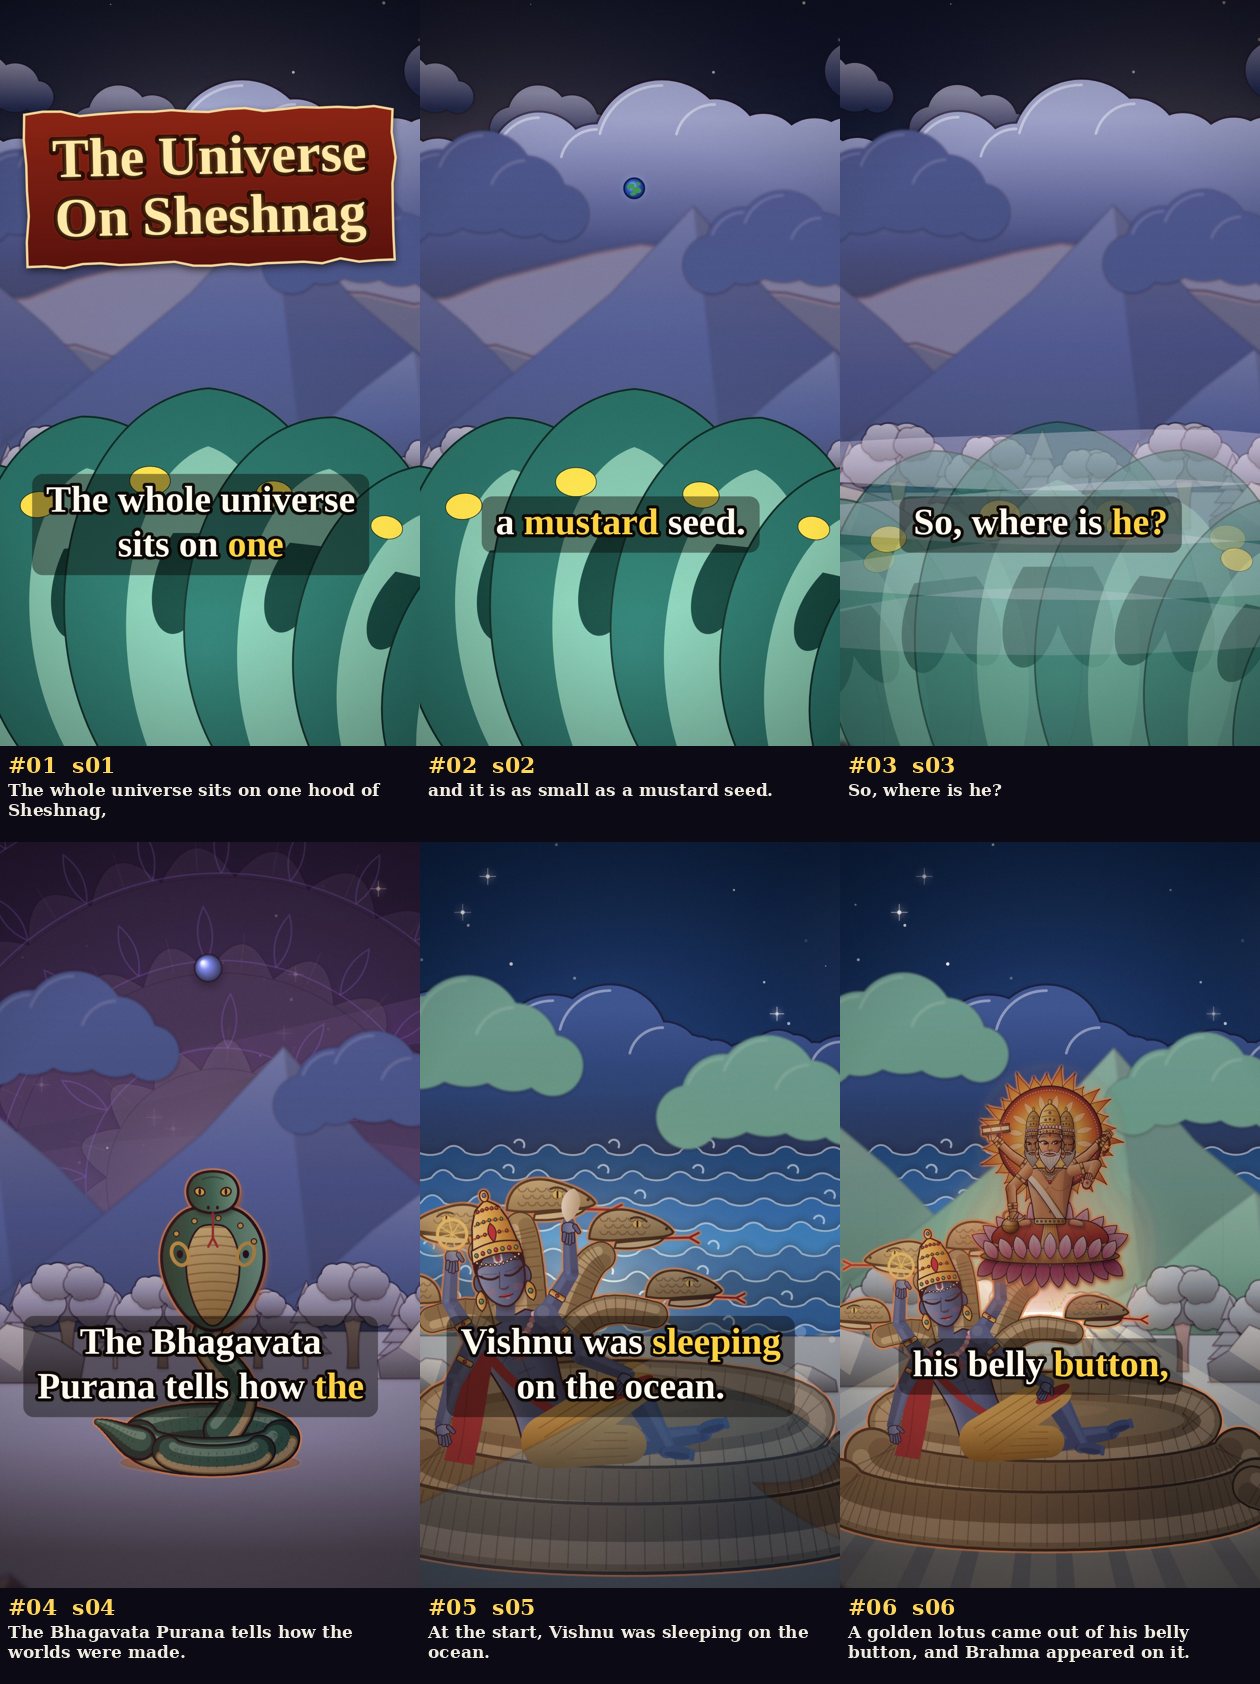 The Universe
On Sheshnag
The whole universe
sits on one
a mustard seed.
So, where is he?
#01 s01
The whole universe sits on one hood of
Sheshnag,
#02 s02
and it is as small as a mustard seed.
#03 s03
So, where is he?
The Bhagavata
Purana tells how the
Vishnu was sleeping
on the ocean.
his belly button,
#04 s04
The Bhagavata Purana tells how the
worlds were made.
#05 s05
At the start, Vishnu was sleeping on the
ocean.
#06 s06
A golden lotus came out of his belly
button, and Brahma appeared on it.